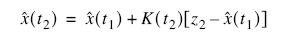 x̂(t₂) = x̂(t₁) + K(t₂)[z₂ – x̂(t₁)]